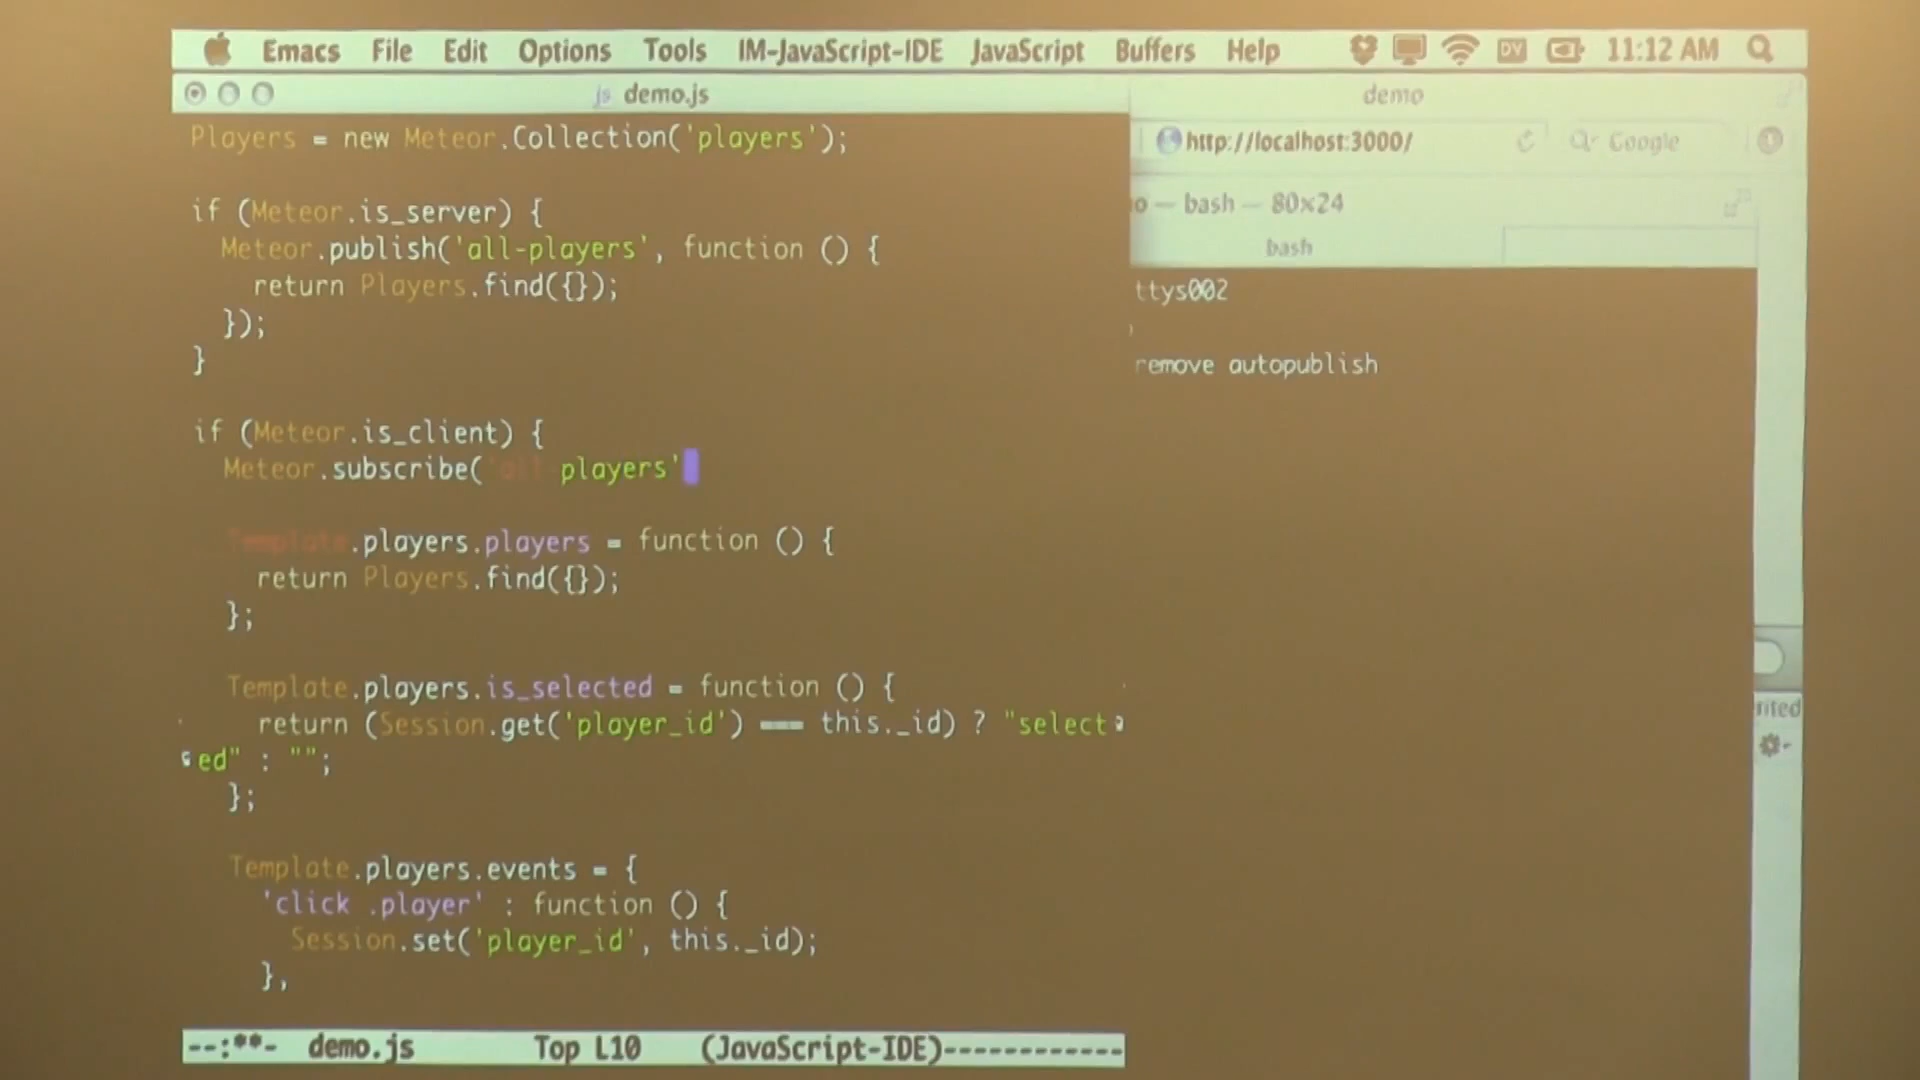 Emacs File Edit Options Tools IM-JavaScript-IDE JavaScript Buffers Help DV 11:12 AM
js demo.js
demo
http://localhost:3000/ Google
o — bash — 80×24
bash
ttys002
remove autopublish
Players = new Meteor.Collection('players');
if (Meteor.is_server) {
Meteor.publish('all-players', function () {
return Players.find({});
});
}
if (Meteor.is_client) {
Meteor.subscribe('all players'
Template.players.players = function () {
return Players.find({});
};
Template.players.is_selected = function () {
return (Session.get('player_id') === this._id) ? "select
ed" : "";
};
Template.players.events = {
'click .player' : function () {
Session.set('player_id', this._id);
},
rited
--:**- demo.js Top L10 (JavaScript-IDE)------------